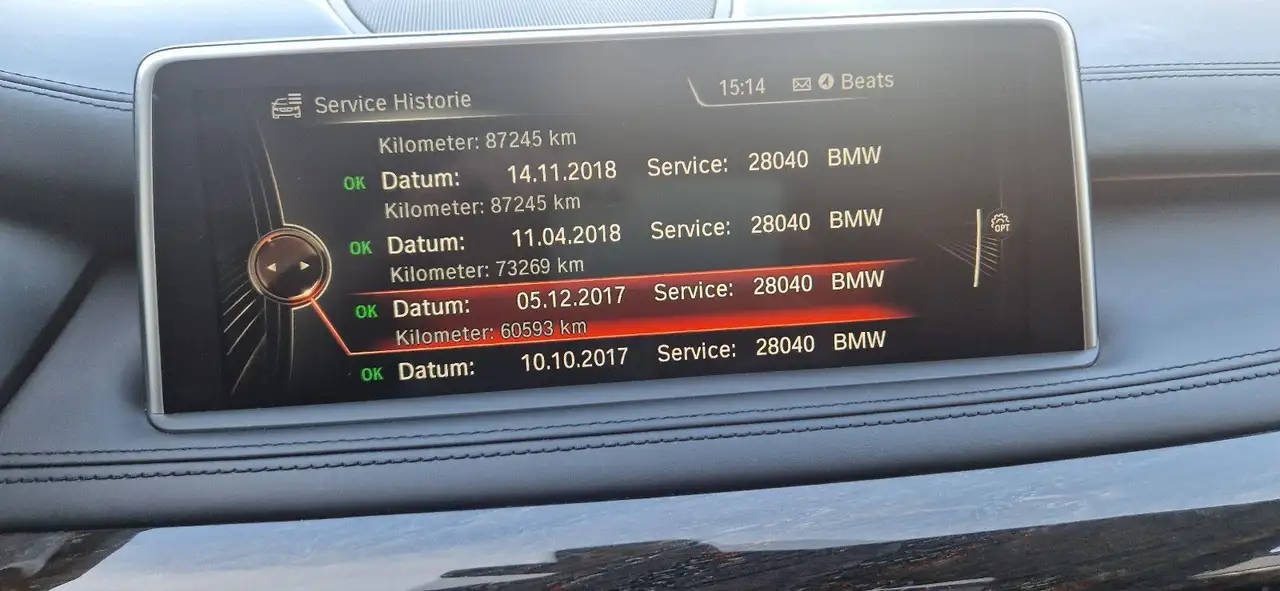 Service Historie
15:14 Beats
Kilometer: 87245 km
OK Datum: 14.11.2018 Service: 28040 BMW
Kilometer: 87245 km
OK Datum: 11.04.2018 Service: 28040 BMW
Kilometer: 73269 km
OK Datum: 05.12.2017 Service: 28040 BMW
Kilometer: 60593 km
OK Datum: 10.10.2017 Service: 28040 BMW
OPT